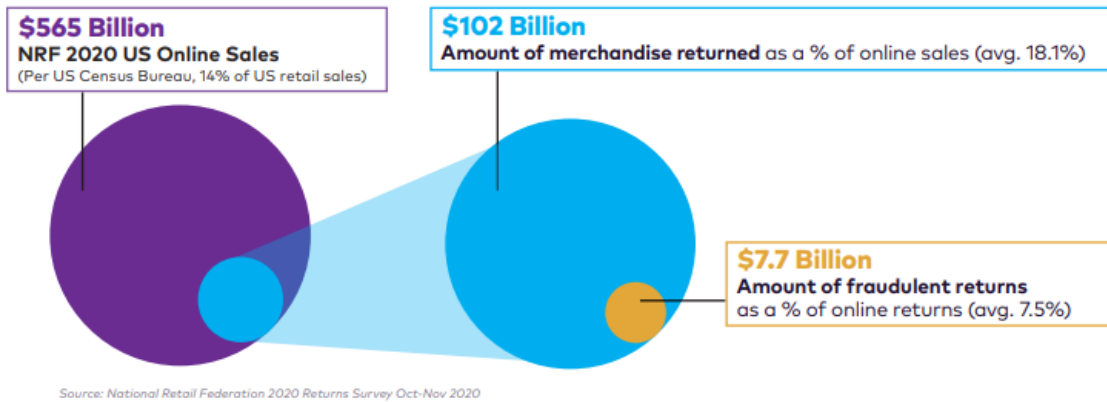 $565 Billion
NRF 2020 US Online Sales
(Per US Census Bureau, 14% of US retail sales)
$102 Billion
Amount of merchandise returned as a % of online sales (avg. 18.1%)
$7.7 Billion
Amount of fraudulent returns
as a % of online returns (avg. 7.5%)
Source: National Retail Federation 2020 Returns Survey Oct-Nov 2020